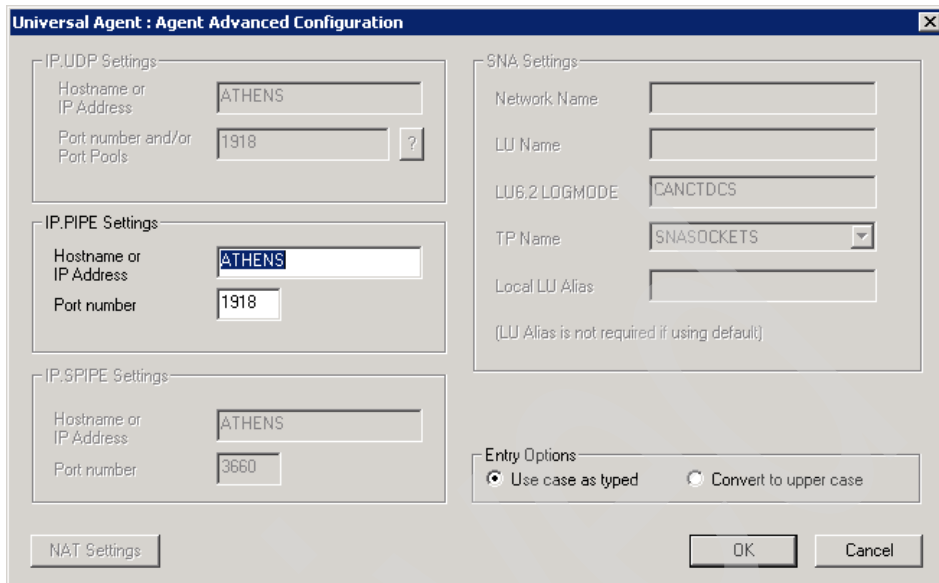 Universal Agent : Agent Advanced Configuration
IP.UDP Settings
Hostname or
IP Address
ATHENS
Port number and/or
Port Pools
1918
?
IP.PIPE Settings
Hostname or
IP Address
ATHENS
Port number
1918
IP.SPIPE Settings
Hostname or
IP Address
ATHENS
Port number
3660
NAT Settings
SNA Settings
Network Name
LU Name
LU6.2 LOGMODE
CANCTDCS
TP Name
SNASOCKETS
Local LU Alias
(LU Alias is not required if using default)
Entry Options
Use case as typed
Convert to upper case
OK
Cancel